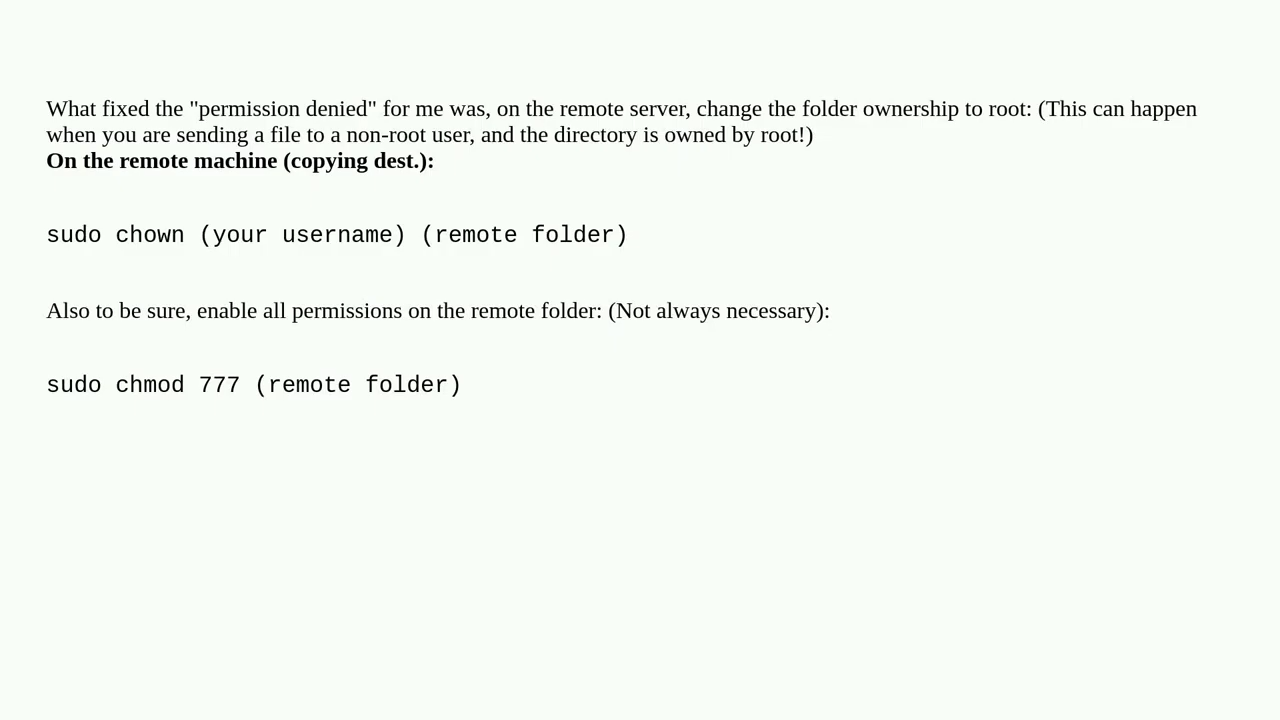 What fixed the "permission denied" for me was, on the remote server, change the folder ownership to root: (This can happen
when you are sending a file to a non-root user, and the directory is owned by root!)
On the remote machine (copying dest.):
sudo chown (your username) (remote folder)
Also to be sure, enable all permissions on the remote folder: (Not always necessary):
sudo chmod 777 (remote folder)